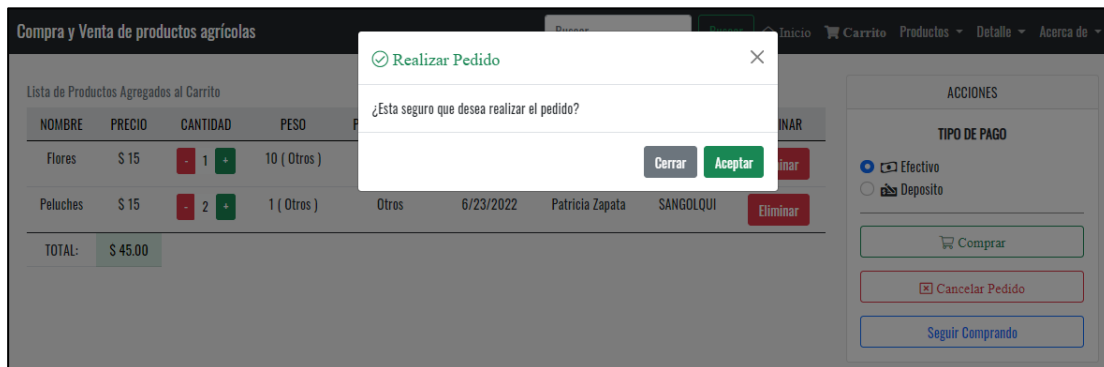 Compra y Venta de productos agrícolas
Buscar Buscar Inicio Carrito Productos Detalle Acerca de
Realizar Pedido
¿Esta seguro que desea realizar el pedido?
Cerrar Aceptar
Lista de Productos Agregados al Carrito
NOMBRE PRECIO CANTIDAD PESO
Flores $ 15 - 1 + 10 ( Otros )
Peluches $ 15 - 2 + 1 ( Otros ) Otros 6/23/2022 Patricia Zapata SANGOLQUI Eliminar
TOTAL: $ 45.00
ACCIONES
TIPO DE PAGO
Efectivo
Deposito
Comprar
Cancelar Pedido
Seguir Comprando